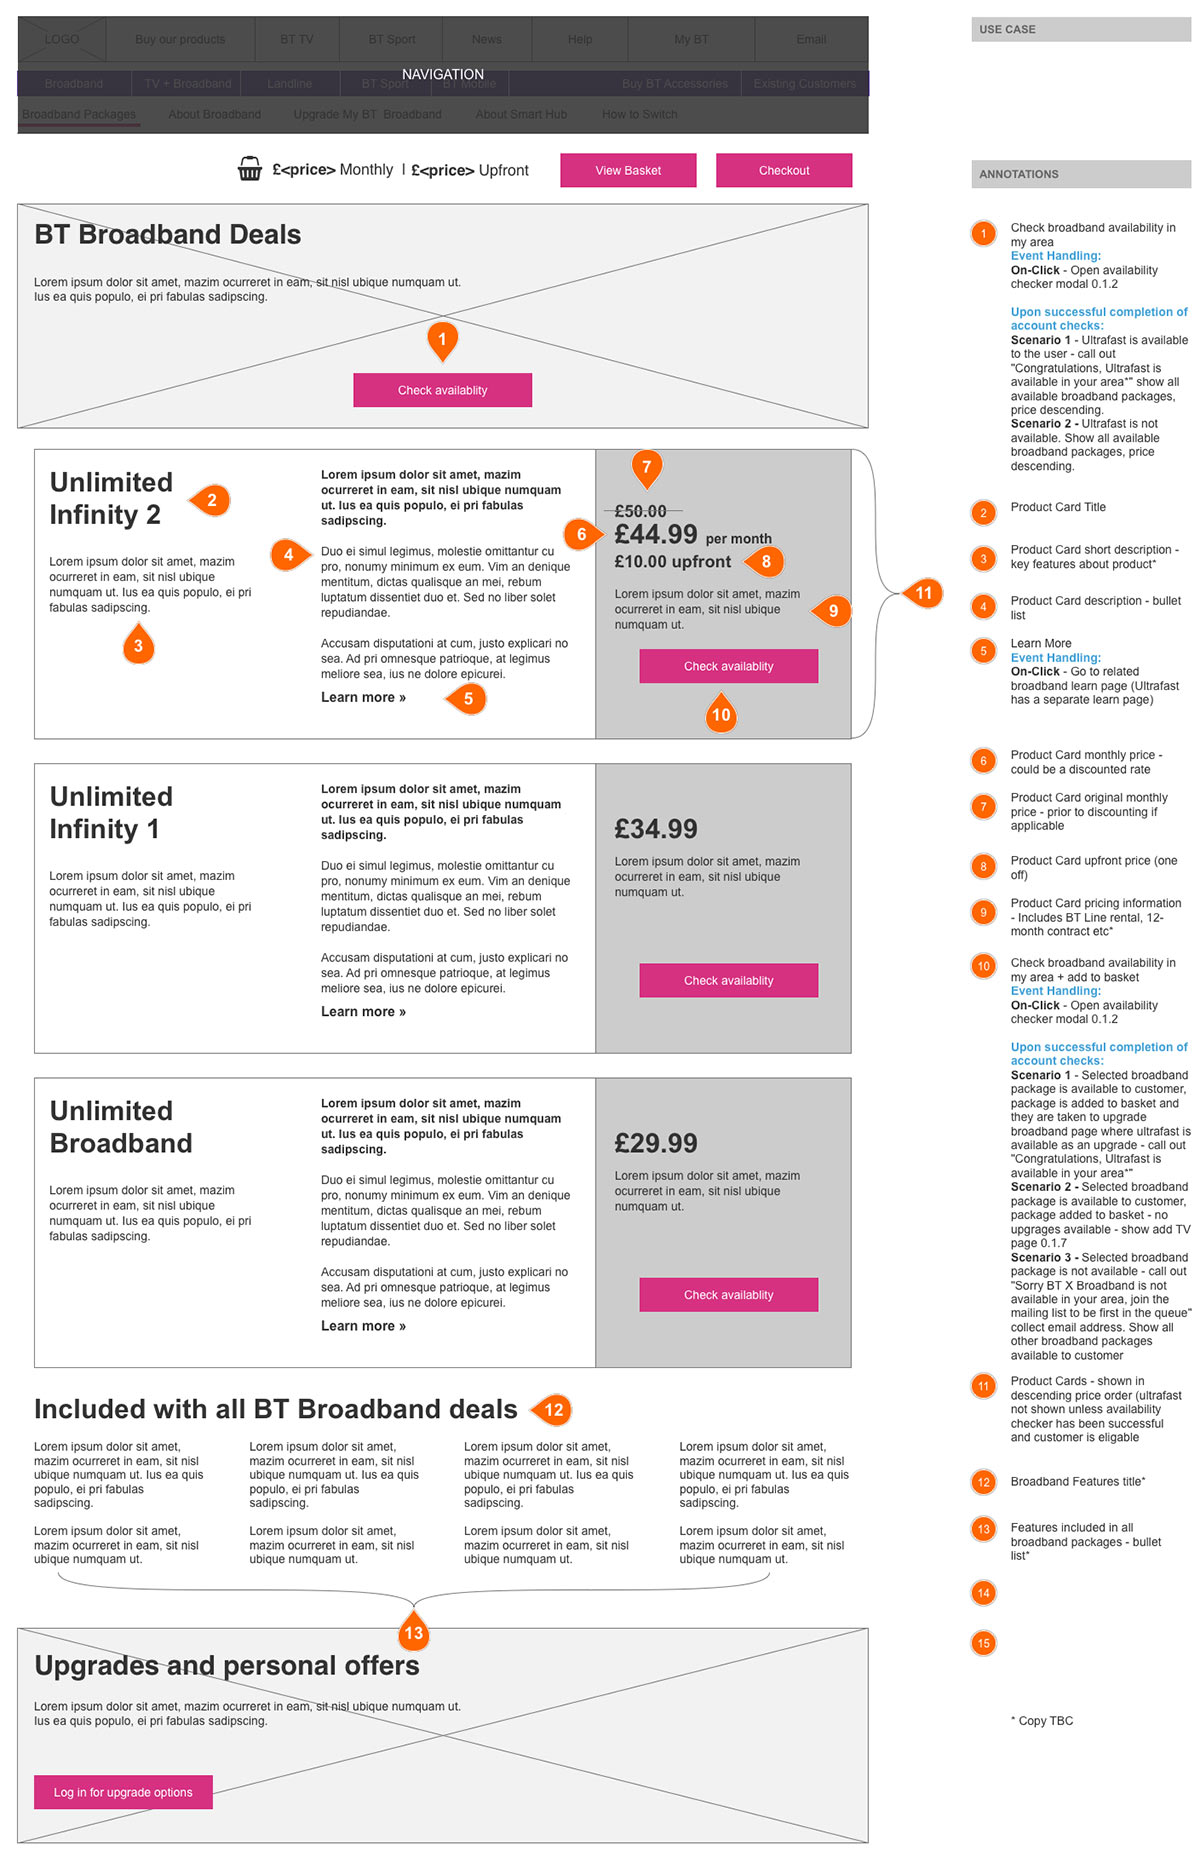 LOGO
Buy our products
BT TV
BT Sport
News
Help
My BT
Email
NAVIGATION
Broadband
TV + Broadband
Landline
BT Sport
BT Mobile
Buy BT Accessories
Existing Customers
Broadband Packages
About Broadband
Upgrade My BT Broadband
About Smart Hub
How to Switch
£<price> Monthly | £<price> Upfront
View Basket
Checkout
BT Broadband Deals
Lorem ipsum dolor sit amet, mazim ocurreret in eam, sit nisl ubique numquam ut.
Ius ea quis populo, ei pri fabulas sadipscing.
1
Check availablity
Unlimited
Infinity 2
2
Lorem ipsum dolor sit amet, mazim
ocurreret in eam, sit nisl ubique
numquam ut. Ius ea quis populo, ei pri
fabulas sadipscing.
3
Lorem ipsum dolor sit amet, mazim
ocurreret in eam, sit nisl ubique numquam
ut. Ius ea quis populo, ei pri fabulas
sadipscing.
4
Duo ei simul legimus, molestie omittantur cu
pro, nonumy minimum ex eum. Vim an denique
mentitum, dictas qualisque an mei, rebum
luptatum dissentiet duo et. Sed no liber solet
repudiandae.
Accusam disputationi at cum, justo explicari no
sea. Ad pri omnesque patrioque, at legimus
meliore sea, ius ne dolore epicurei.
Learn more »
5
7
£50.00
6
£44.99 per month
£10.00 upfront
8
Lorem ipsum dolor sit amet, mazim
ocurreret in eam, sit nisl ubique
numquam ut.
9
Check availablity
10
11
Unlimited
Infinity 1
Lorem ipsum dolor sit amet, mazim
ocurreret in eam, sit nisl ubique
numquam ut. Ius ea quis populo, ei pri
fabulas sadipscing.
Lorem ipsum dolor sit amet, mazim
ocurreret in eam, sit nisl ubique numquam
ut. Ius ea quis populo, ei pri fabulas
sadipscing.
Duo ei simul legimus, molestie omittantur cu
pro, nonumy minimum ex eum. Vim an denique
mentitum, dictas qualisque an mei, rebum
luptatum dissentiet duo et. Sed no liber solet
repudiandae.
Accusam disputationi at cum, justo explicari no
sea. Ad pri omnesque patrioque, at legimus
meliore sea, ius ne dolore epicurei.
Learn more »
£34.99
Lorem ipsum dolor sit amet, mazim
ocurreret in eam, sit nisl ubique
numquam ut.
Check availablity
Unlimited
Broadband
Lorem ipsum dolor sit amet, mazim
ocurreret in eam, sit nisl ubique
numquam ut. Ius ea quis populo, ei pri
fabulas sadipscing.
Lorem ipsum dolor sit amet, mazim
ocurreret in eam, sit nisl ubique numquam
ut. Ius ea quis populo, ei pri fabulas
sadipscing.
Duo ei simul legimus, molestie omittantur cu
pro, nonumy minimum ex eum. Vim an denique
mentitum, dictas qualisque an mei, rebum
luptatum dissentiet duo et. Sed no liber solet
repudiandae.
Accusam disputationi at cum, justo explicari no
sea. Ad pri omnesque patrioque, at legimus
meliore sea, ius ne dolore epicurei.
Learn more »
£29.99
Lorem ipsum dolor sit amet, mazim
ocurreret in eam, sit nisl ubique
numquam ut.
Check availablity
Included with all BT Broadband deals
12
Lorem ipsum dolor sit amet,
mazim ocurreret in eam, sit nisl
ubique numquam ut. Ius ea quis
populo, ei pri fabulas
sadipscing.
Lorem ipsum dolor sit amet,
mazim ocurreret in eam, sit nisl
ubique numquam ut. Ius ea quis
populo, ei pri fabulas
sadipscing.
Lorem ipsum dolor sit amet,
mazim ocurreret in eam, sit nisl
ubique numquam ut. Ius ea quis
populo, ei pri fabulas
sadipscing.
Lorem ipsum dolor sit amet,
mazim ocurreret in eam, sit nisl
ubique numquam ut. Ius ea quis
populo, ei pri fabulas
sadipscing.
Lorem ipsum dolor sit amet,
mazim ocurreret in eam, sit nisl
ubique numquam ut.
Lorem ipsum dolor sit amet,
mazim ocurreret in eam, sit nisl
ubique numquam ut.
Lorem ipsum dolor sit amet,
mazim ocurreret in eam, sit nisl
ubique numquam ut.
Lorem ipsum dolor sit amet,
mazim ocurreret in eam, sit nisl
ubique numquam ut.
13
Upgrades and personal offers
Lorem ipsum dolor sit amet, mazim ocurreret in eam, sit nisl ubique numquam ut.
Ius ea quis populo, ei pri fabulas sadipscing.
Log in for upgrade options
USE CASE
ANNOTATIONS
1
Check broadband availability in
my area
Event Handling:
On-Click - Open availability
checker modal 0.1.2
Upon successful completion of
account checks:
Scenario 1 - Ultrafast is available
to the user - call out
"Congratulations, Ultrafast is
available in your area*" show all
available broadband packages,
price descending.
Scenario 2 - Ultrafast is not
available. Show all available
broadband packages, price
descending.
2
Product Card Title
3
Product Card short description -
key features about product*
4
Product Card description - bullet
list
5
Learn More
Event Handling:
On-Click - Go to related
broadband learn page (Ultrafast
has a separate learn page)
6
Product Card monthly price -
could be a discounted rate
7
Product Card original monthly
price - prior to discounting if
applicable
8
Product Card upfront price (one
off)
9
Product Card pricing information
- Includes BT Line rental, 12-
month contract etc*
10
Check broadband availability in
my area + add to basket
Event Handling:
On-Click - Open availability
checker modal 0.1.2
Upon successful completion of
account checks:
Scenario 1 - Selected broadband
package is available to customer,
package is added to basket and
they are taken to upgrade
broadband page where ultrafast is
available as an upgrade - call out
"Congratulations, Ultrafast is
available in your area*"
Scenario 2 - Selected broadband
package is available to customer,
package added to basket - no
upgrages available - show add TV
page 0.1.7
Scenario 3 - Selected broadband
package is not available - call out
"Sorry BT X Broadband is not
available in your area, join the
mailing list to be first in the queue"
collect email address. Show all
other broadband packages
available to customer
11
Product Cards - shown in
descending price order (ultrafast
not shown unless availability
checker has been successful
and customer is eligable
12
Broadband Features title*
13
Features included in all
broadband packages - bullet
list*
14
15
* Copy TBC